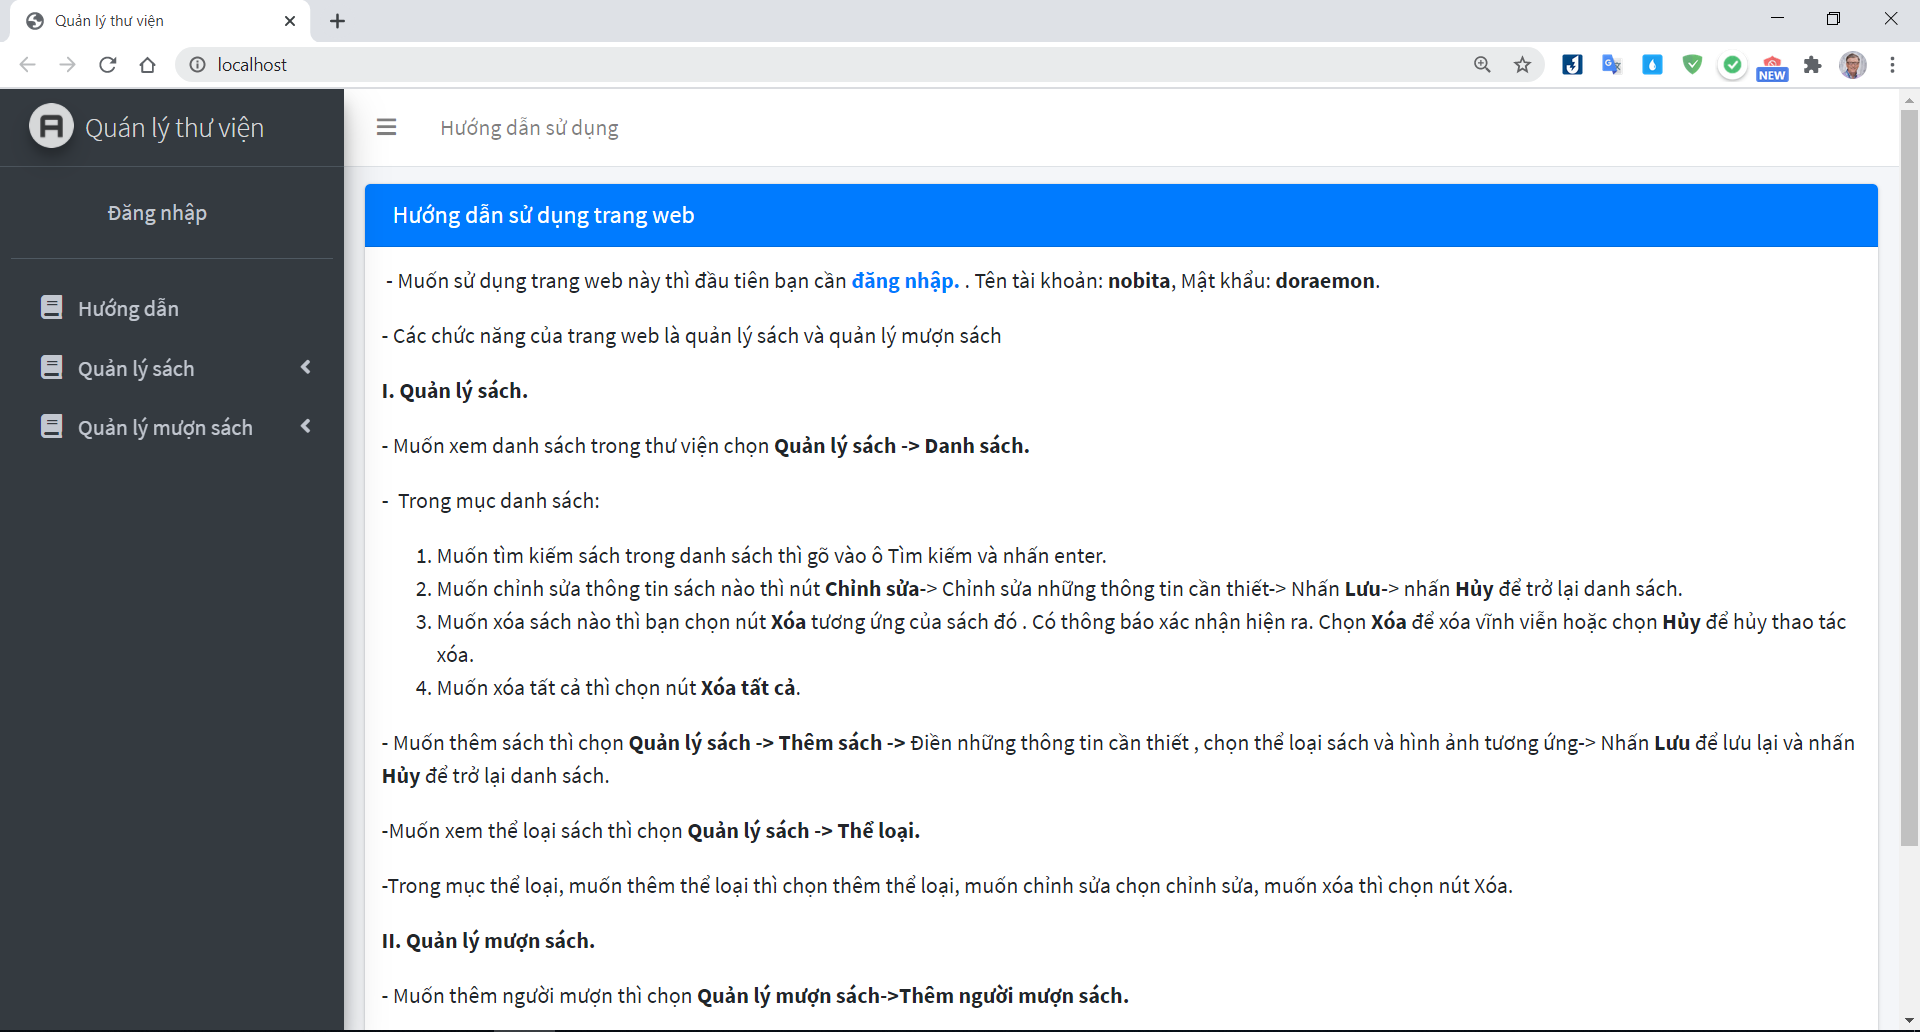 Quản lý thư viện
localhost
NEW
Quản lý thư viện
Hướng dẫn sử dụng
Đăng nhập
Hướng dẫn
Quản lý sách
Quản lý mượn sách
Hướng dẫn sử dụng trang web
- Muốn sử dụng trang web này thì đầu tiên bạn cần đăng nhập. . Tên tài khoản: nobita, Mật khẩu: doraemon.
- Các chức năng của trang web là quản lý sách và quản lý mượn sách
I. Quản lý sách.
- Muốn xem danh sách trong thư viện chọn Quản lý sách -> Danh sách.
- Trong mục danh sách:
1. Muốn tìm kiếm sách trong danh sách thì gõ vào ô Tìm kiếm và nhấn enter.
2. Muốn chỉnh sửa thông tin sách nào thì nút Chỉnh sửa-> Chỉnh sửa những thông tin cần thiết-> Nhấn Lưu-> nhấn Hủy để trở lại danh sách.
3. Muốn xóa sách nào thì bạn chọn nút Xóa tương ứng của sách đó . Có thông báo xác nhận hiện ra. Chọn Xóa để xóa vĩnh viễn hoặc chọn Hủy để hủy thao tác
xóa.
4. Muốn xóa tất cả thì chọn nút Xóa tất cả.
- Muốn thêm sách thì chọn Quản lý sách -> Thêm sách -> Điền những thông tin cần thiết , chọn thể loại sách và hình ảnh tương ứng-> Nhấn Lưu để lưu lại và nhấn
Hủy để trở lại danh sách.
-Muốn xem thể loại sách thì chọn Quản lý sách -> Thể loại.
-Trong mục thể loại, muốn thêm thể loại thì chọn thêm thể loại, muốn chỉnh sửa chọn chỉnh sửa, muốn xóa thì chọn nút Xóa.
II. Quản lý mượn sách.
- Muốn thêm người mượn thì chọn Quản lý mượn sách->Thêm người mượn sách.